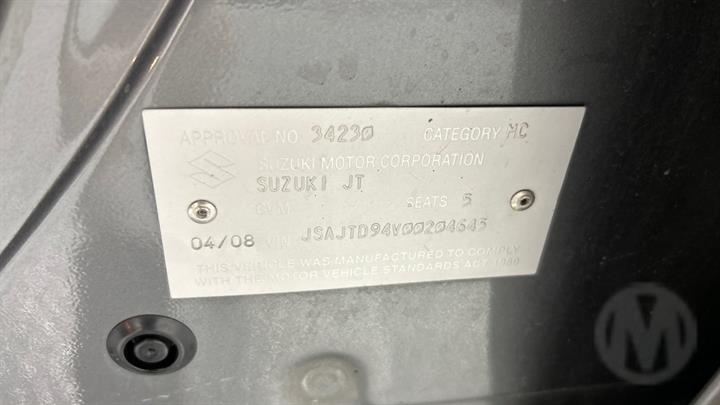 APPROVAL NO. 34230 CATEGORY MC
SUZUKI MOTOR CORPORATION
SUZUKI JT
GVM SEATS 5
04/08 VIN JSAJTD94V00204645
THIS VEHICLE WAS MANUFACTURED TO COMPLY
WITH THE MOTOR VEHICLE STANDARDS ACT 1989
M